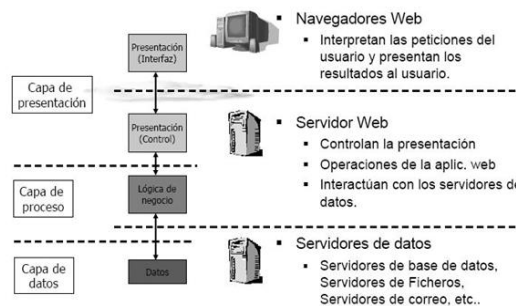 Presentación
(Interfaz)
Capa de
presentación
Presentación
(Control)
Capa de
proceso
Lógica de
negocio
Capa de
datos
Datos
▪ Navegadores Web
▪ Interpretan las peticiones del
usuario y presentan los
resultados al usuario.
▪ Servidor Web
▪ Controlan la presentación
▪ Operaciones de la aplic. web
▪ Interactúan con los servidores de
datos.
▪ Servidores de datos
▪ Servidores de base de datos,
Servidores de Ficheros,
Servidores de correo, etc..